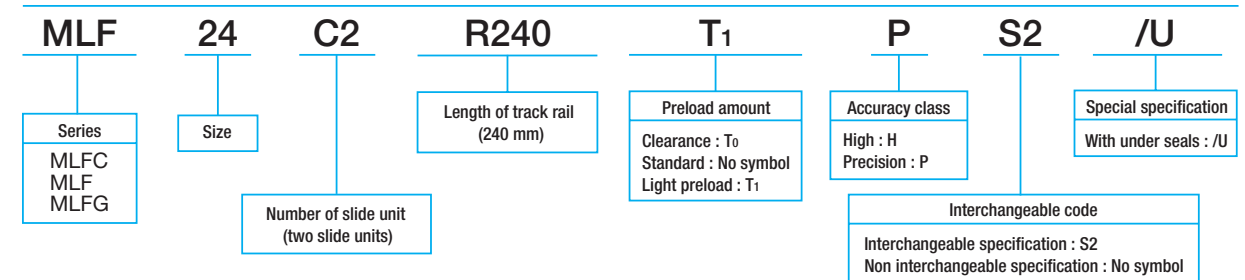 MLF 24 C2 R240 T1 P S2 /U
Series
MLFC
MLF
MLFG
Size
Number of slide unit
(two slide units)
Length of track rail
(240 mm)
Preload amount
Clearance : T0
Standard : No symbol
Light preload : T1
Accuracy class
High : H
Precision : P
Interchangeable code
Interchangeable specification : S2
Non interchangeable specification : No symbol
Special specification
With under seals : /U